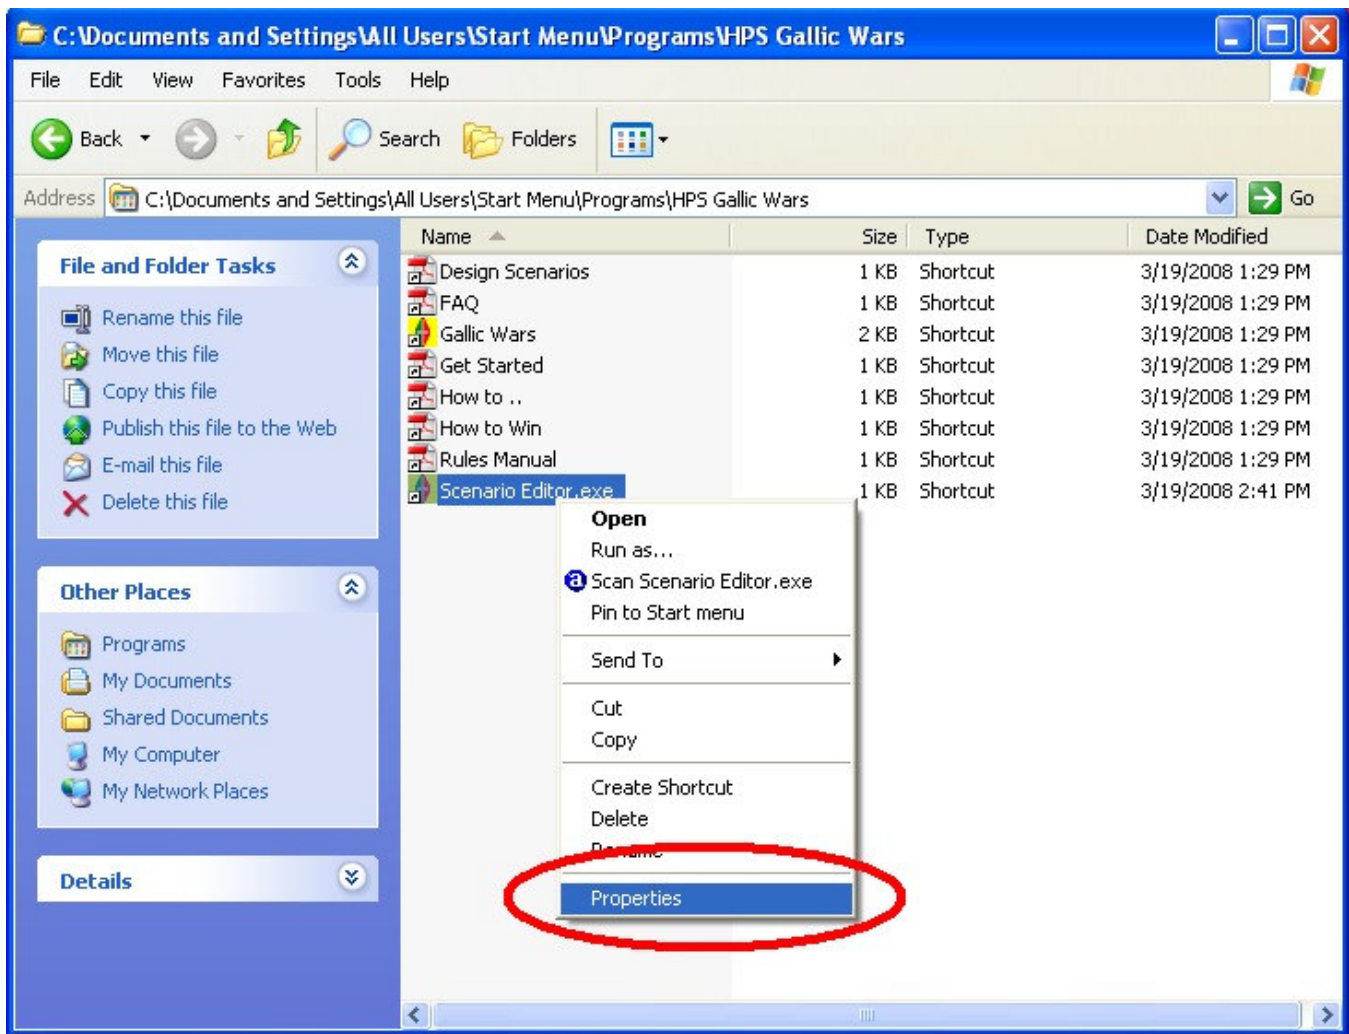 C:\Documents and Settings\All Users\Start Menu\Programs\HPS Gallic Wars
File Edit View Favorites Tools Help
Back Search Folders
Address C:\Documents and Settings\All Users\Start Menu\Programs\HPS Gallic Wars Go
File and Folder Tasks
Rename this file
Move this file
Copy this file
Publish this file to the Web
E-mail this file
Delete this file
Other Places
Programs
My Documents
Shared Documents
My Computer
My Network Places
Details
Name Size Type Date Modified
Design Scenarios 1 KB Shortcut 3/19/2008 1:29 PM
FAQ 1 KB Shortcut 3/19/2008 1:29 PM
Gallic Wars 2 KB Shortcut 3/19/2008 1:29 PM
Get Started 1 KB Shortcut 3/19/2008 1:29 PM
How to .. 1 KB Shortcut 3/19/2008 1:29 PM
How to Win 1 KB Shortcut 3/19/2008 1:29 PM
Rules Manual 1 KB Shortcut 3/19/2008 1:29 PM
Scenario Editor.exe 1 KB Shortcut 3/19/2008 2:41 PM
Open
Run as...
a Scan Scenario Editor.exe
Pin to Start menu
Send To
Cut
Copy
Create Shortcut
Delete
Rename
Properties